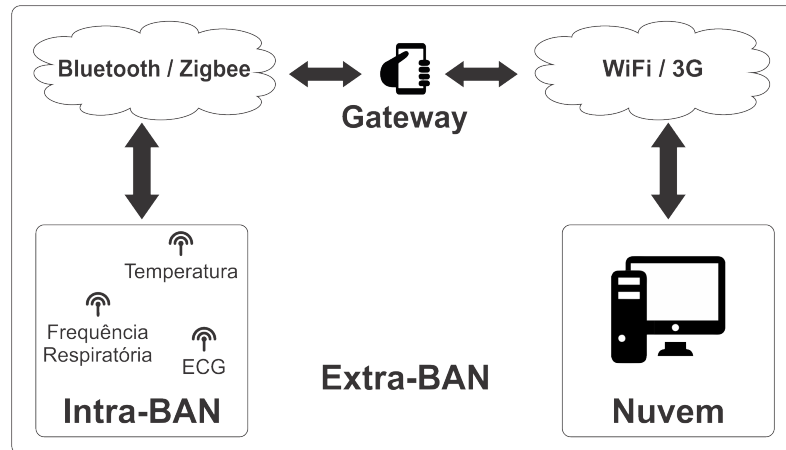 Bluetooth / Zigbee
Gateway
WiFi / 3G
Temperatura
Frequência
Respiratória
ECG
Intra-BAN
Extra-BAN
Nuvem